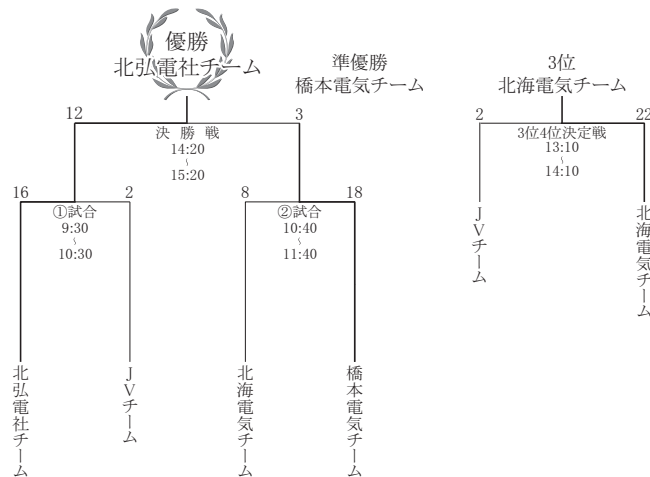 優勝
北弘電社チーム
準優勝
橋本電気チーム
3位
北海電気チーム
12
3
決勝戦
14:20
〜
15:20
2
22
3位4位決定戦
13:10
〜
14:10
16
2
①試合
9:30
〜
10:30
8
18
②試合
10:40
〜
11:40
JVチーム
北海電気チーム
北弘電社チーム
JVチーム
北海電気チーム
橋本電気チーム